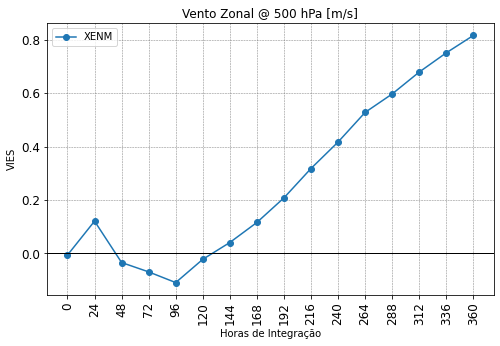 Vento Zonal @ 500 hPa [m/s]
XENM
VIES
0.8
0.6
0.4
0.2
0.0
0 24 48 72 96 120 144 168 192 216 240 264 288 312 336 360
Horas de Integração